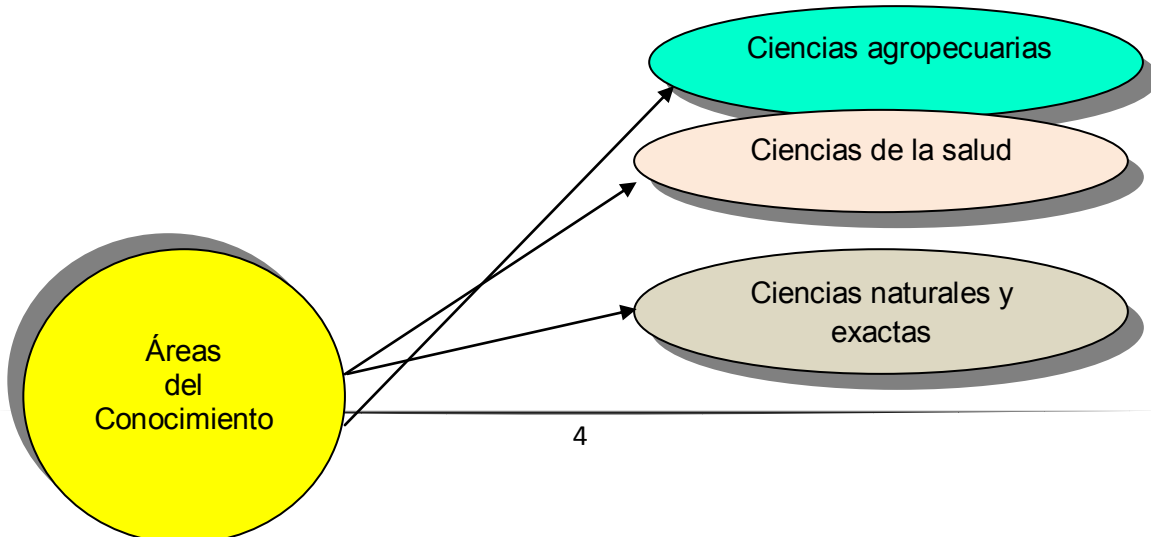 Ciencias agropecuarias
Ciencias de la salud
Ciencias naturales y
exactas
Áreas
del
Conocimiento
4